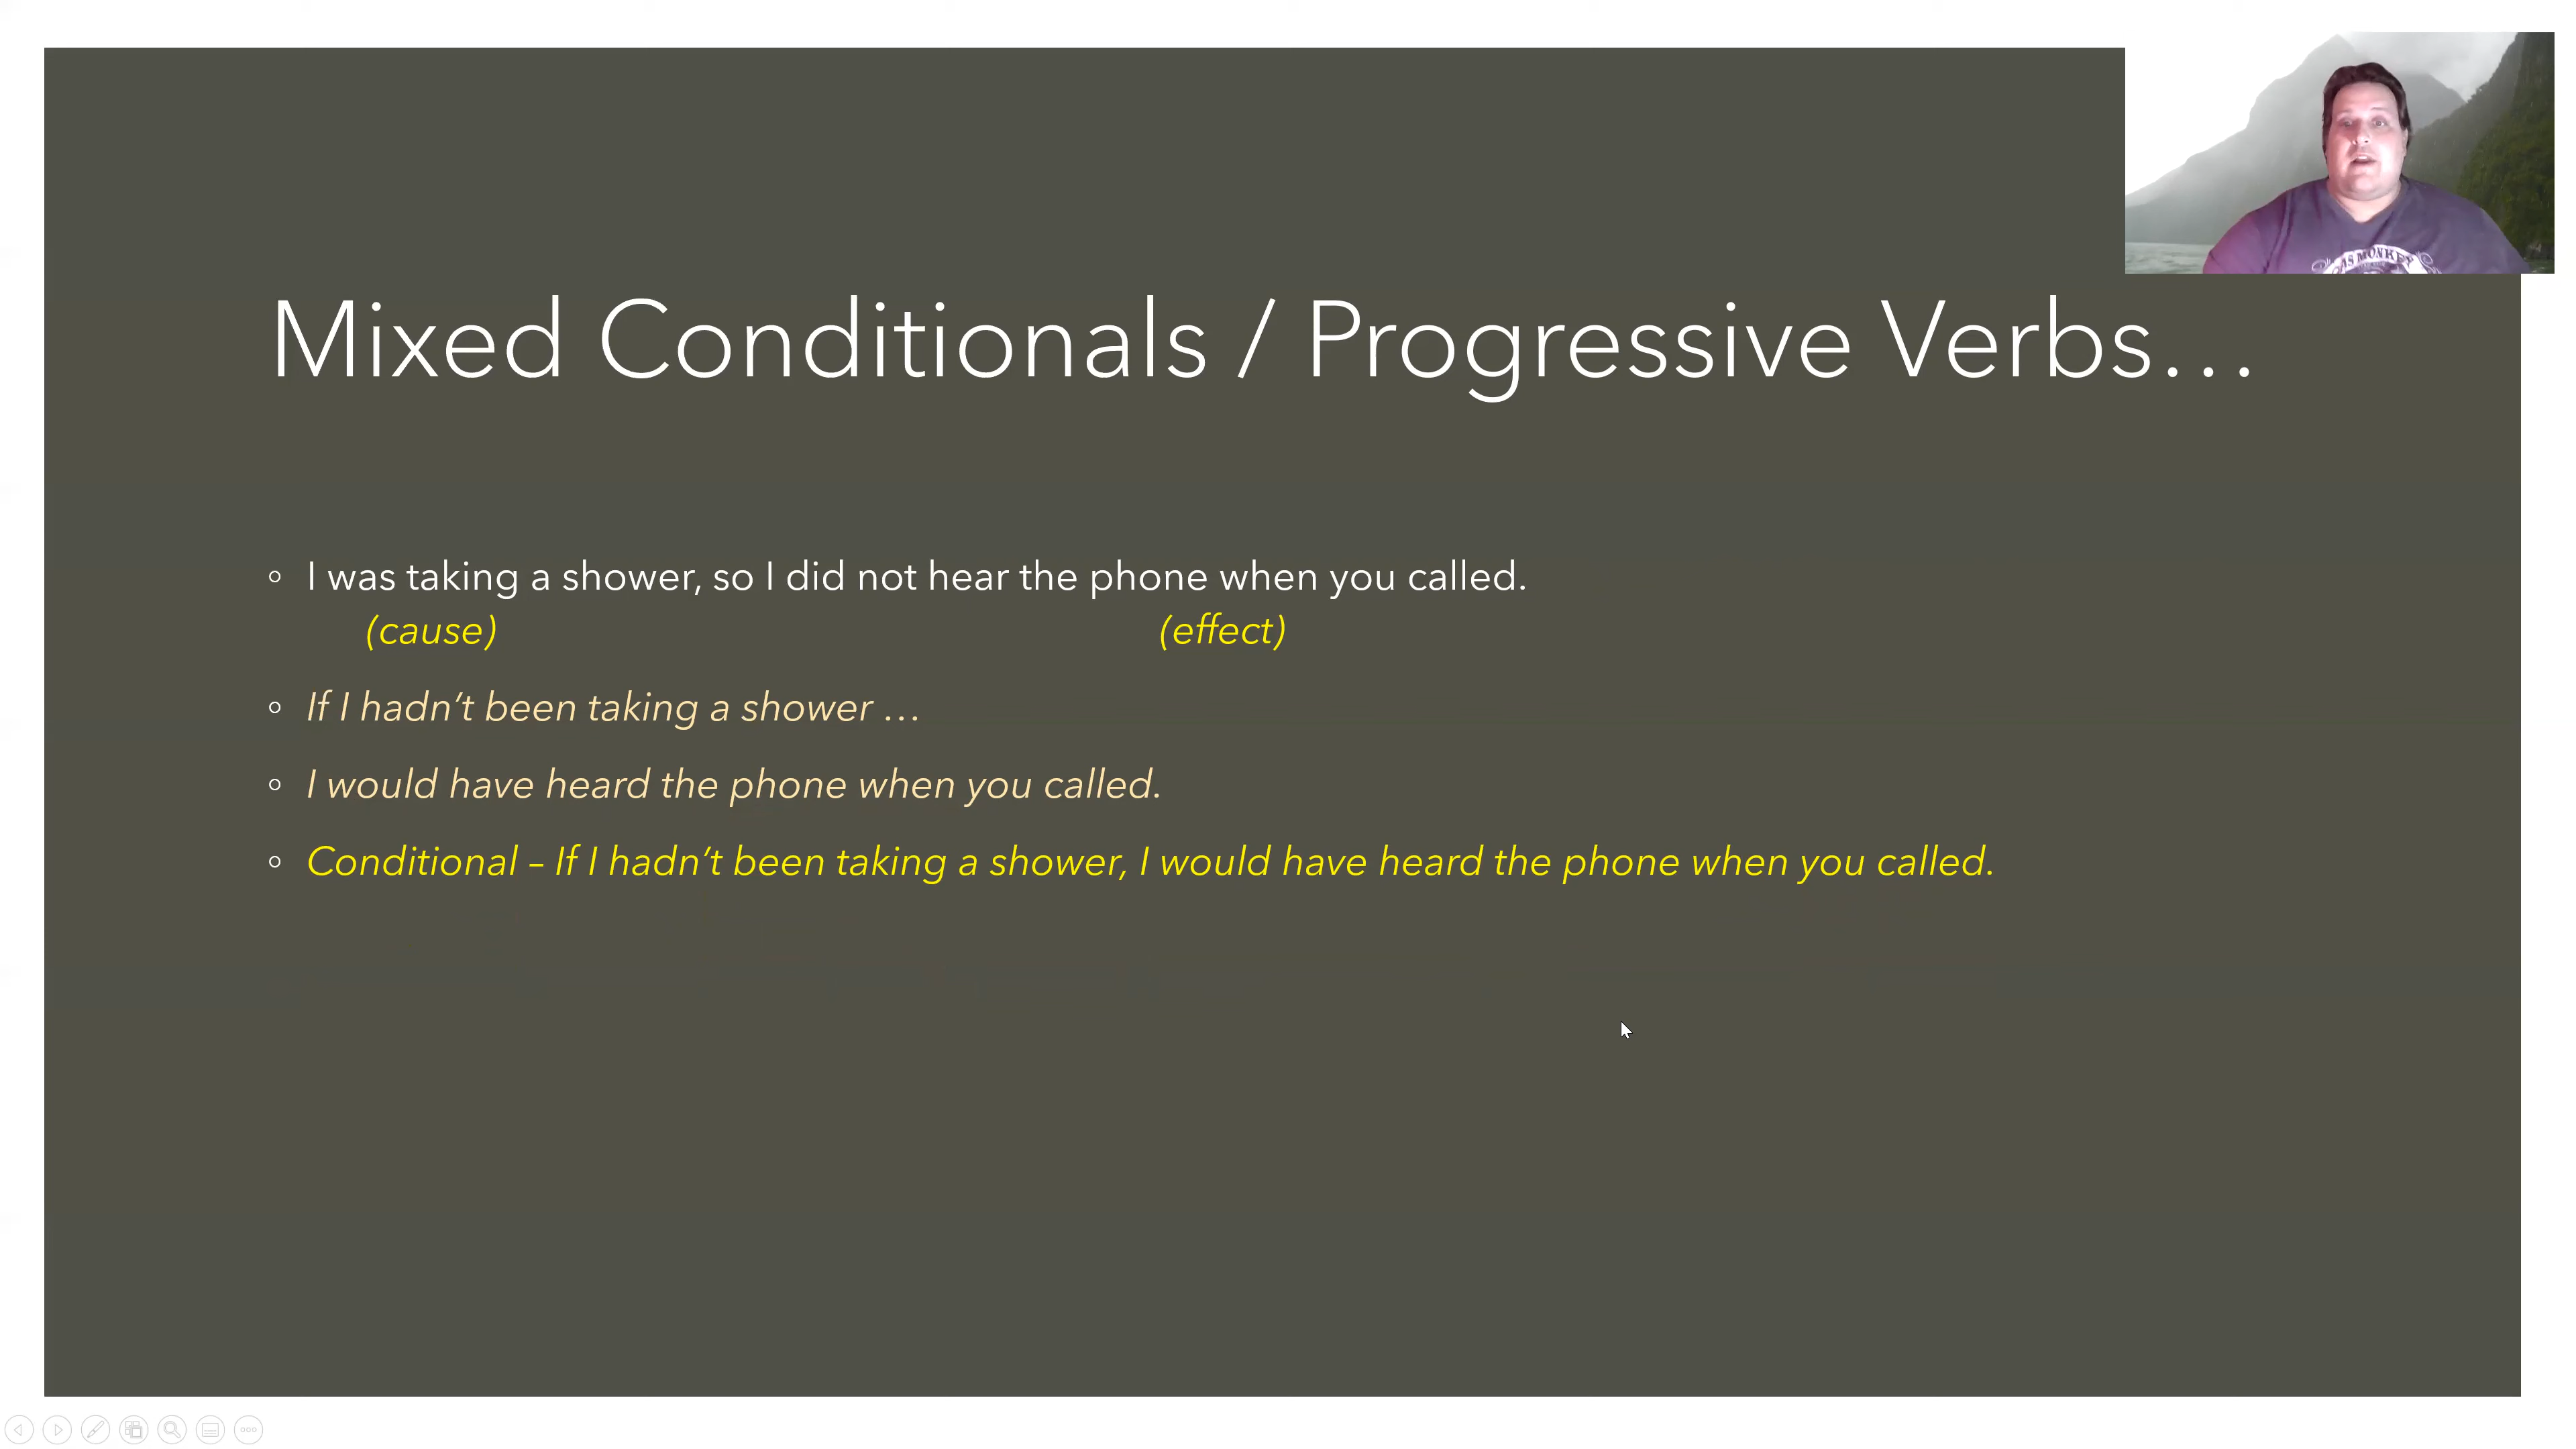 Mixed Conditionals / Progressive Verbs…
◦ I was taking a shower, so I did not hear the phone when you called.
(cause) (effect)
◦ If I hadn’t been taking a shower …
◦ I would have heard the phone when you called.
◦ Conditional – If I hadn’t been taking a shower, I would have heard the phone when you called.
AS MONKEY